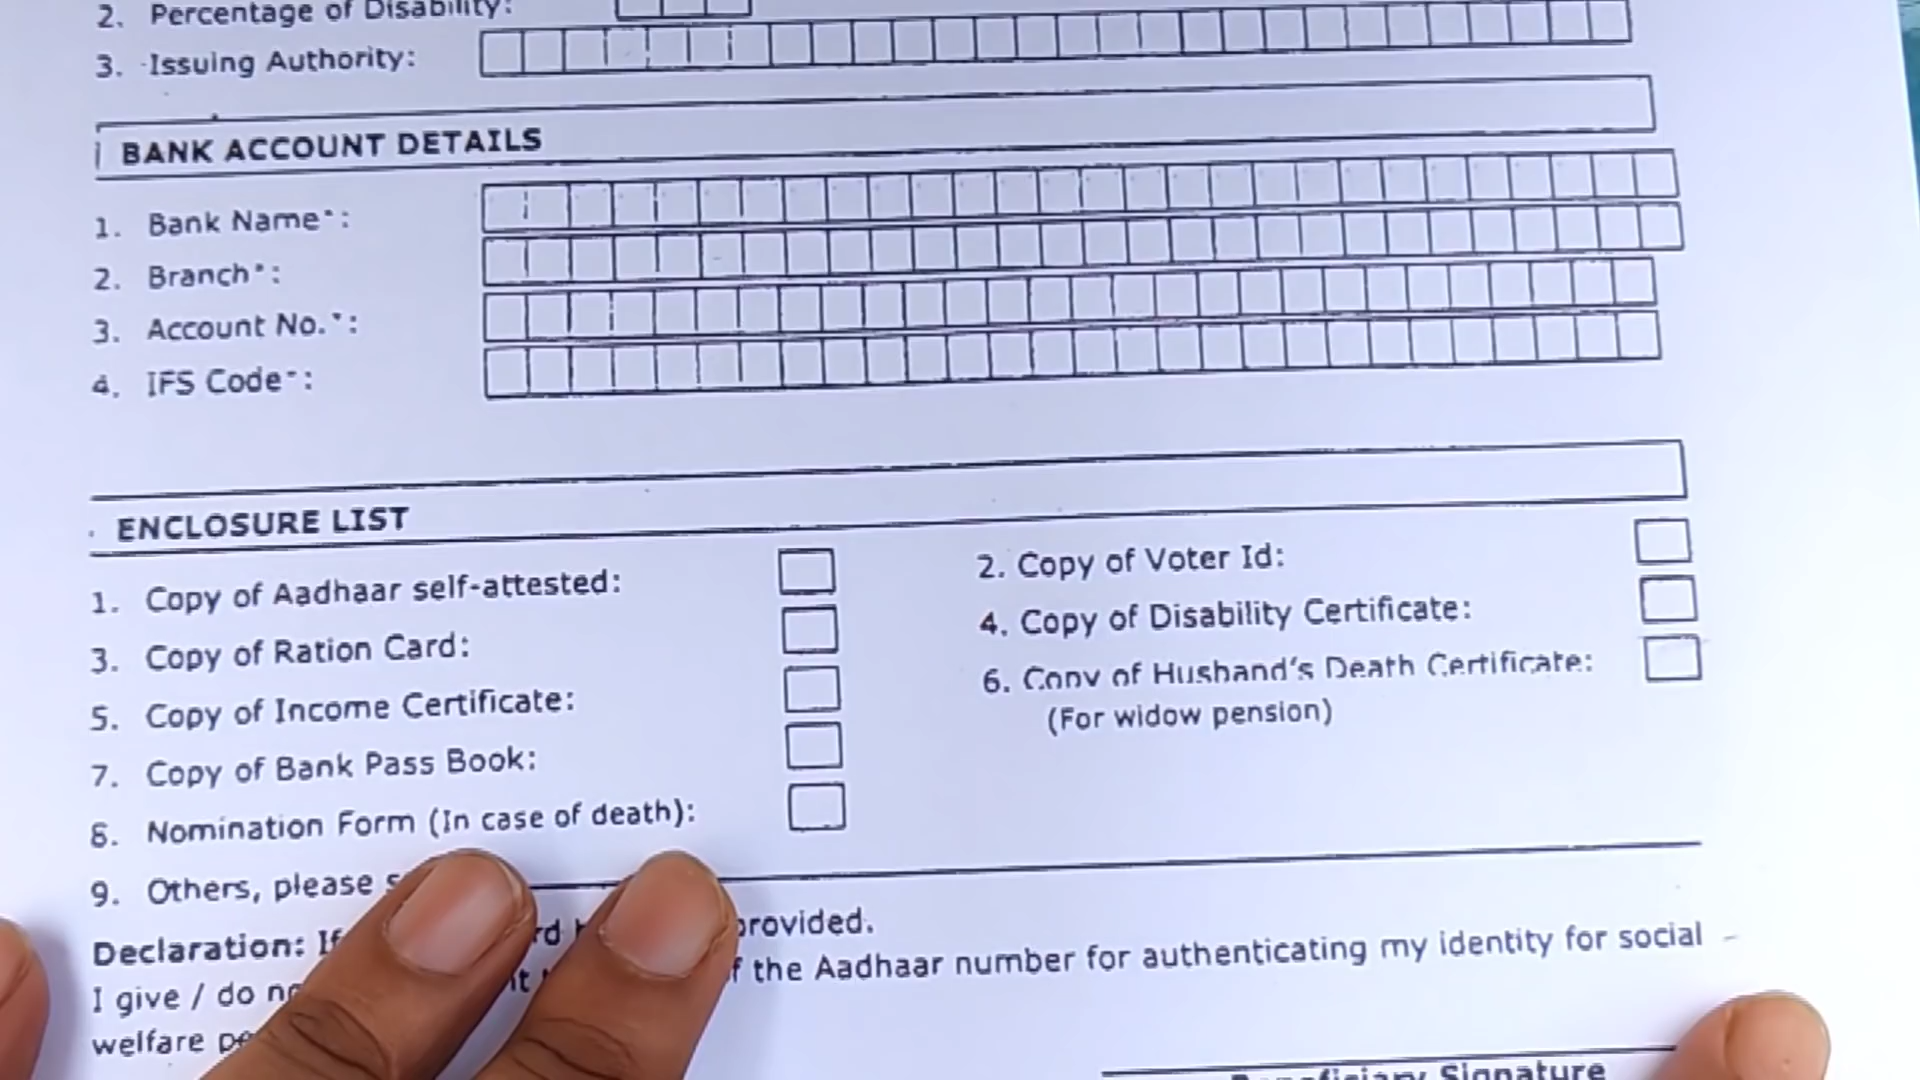 2. Percentage of Disability:
3. Issuing Authority:
BANK ACCOUNT DETAILS
1. Bank Name*:
2. Branch*:
3. Account No.*:
4. IFS Code*:
ENCLOSURE LIST
1. Copy of Aadhaar self-attested:
2. Copy of Voter Id:
3. Copy of Ration Card:
4. Copy of Disability Certificate:
5. Copy of Income Certificate:
6. Copy of Husband's Death Certificate:
(For widow pension)
7. Copy of Bank Pass Book:
8. Nomination Form (In case of death):
9. Others, please
Declaration: If provided.
I give / do the Aadhaar number for authenticating my identity for social
welfare
Beneficiary Signature